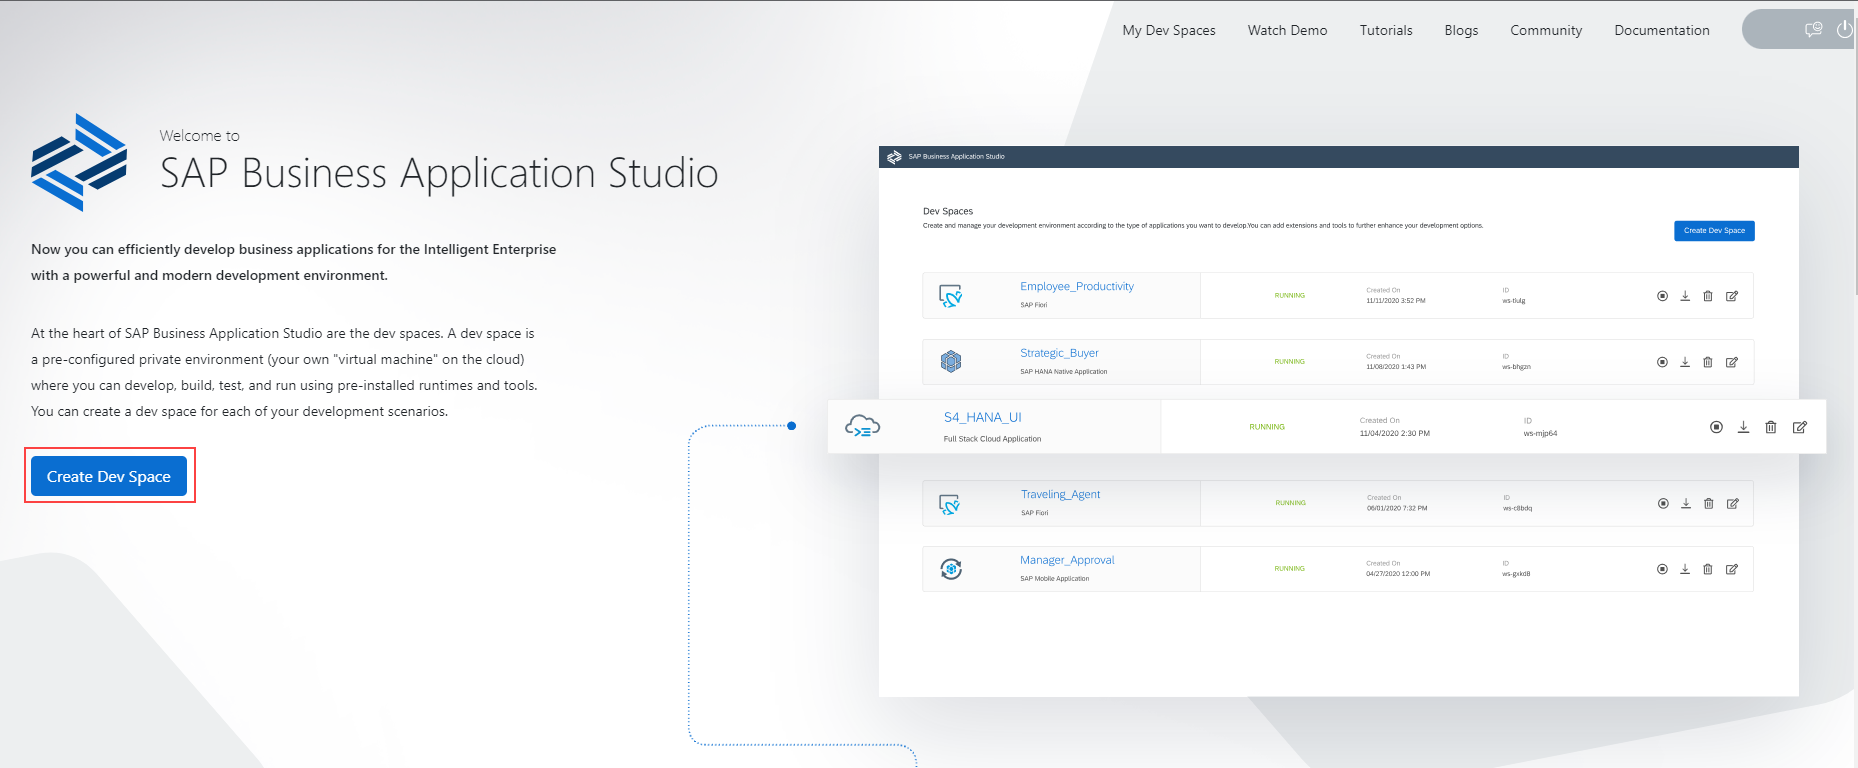 My Dev Spaces
Watch Demo
Tutorials
Blogs
Community
Documentation
Welcome to
SAP Business Application Studio
Now you can efficiently develop business applications for the Intelligent Enterprise
with a powerful and modern development environment.
At the heart of SAP Business Application Studio are the dev spaces. A dev space is
a pre-configured private environment (your own "virtual machine" on the cloud)
where you can develop, build, test, and run using pre-installed runtimes and tools.
You can create a dev space for each of your development scenarios.
Create Dev Space
SAP Business Application Studio
Dev Spaces
Create and manage your development environment according to the type of applications you want to develop.You can add extensions and tools to further enhance your development options.
Create Dev Space
Employee_Productivity
SAP Fiori
RUNNING
Created On
11/11/2020 3:52 PM
ID
ws-tlulg
Strategic_Buyer
SAP HANA Native Application
RUNNING
Created On
11/08/2020 1:43 PM
ID
ws-bhgzn
S4_HANA_UI
Full Stack Cloud Application
RUNNING
Created On
11/04/2020 2:30 PM
ID
ws-mjp64
Traveling_Agent
SAP Fiori
RUNNING
Created On
06/01/2020 7:32 PM
ID
ws-c8bdq
Manager_Approval
SAP Mobile Application
RUNNING
Created On
04/27/2020 12:00 PM
ID
ws-gxkd8